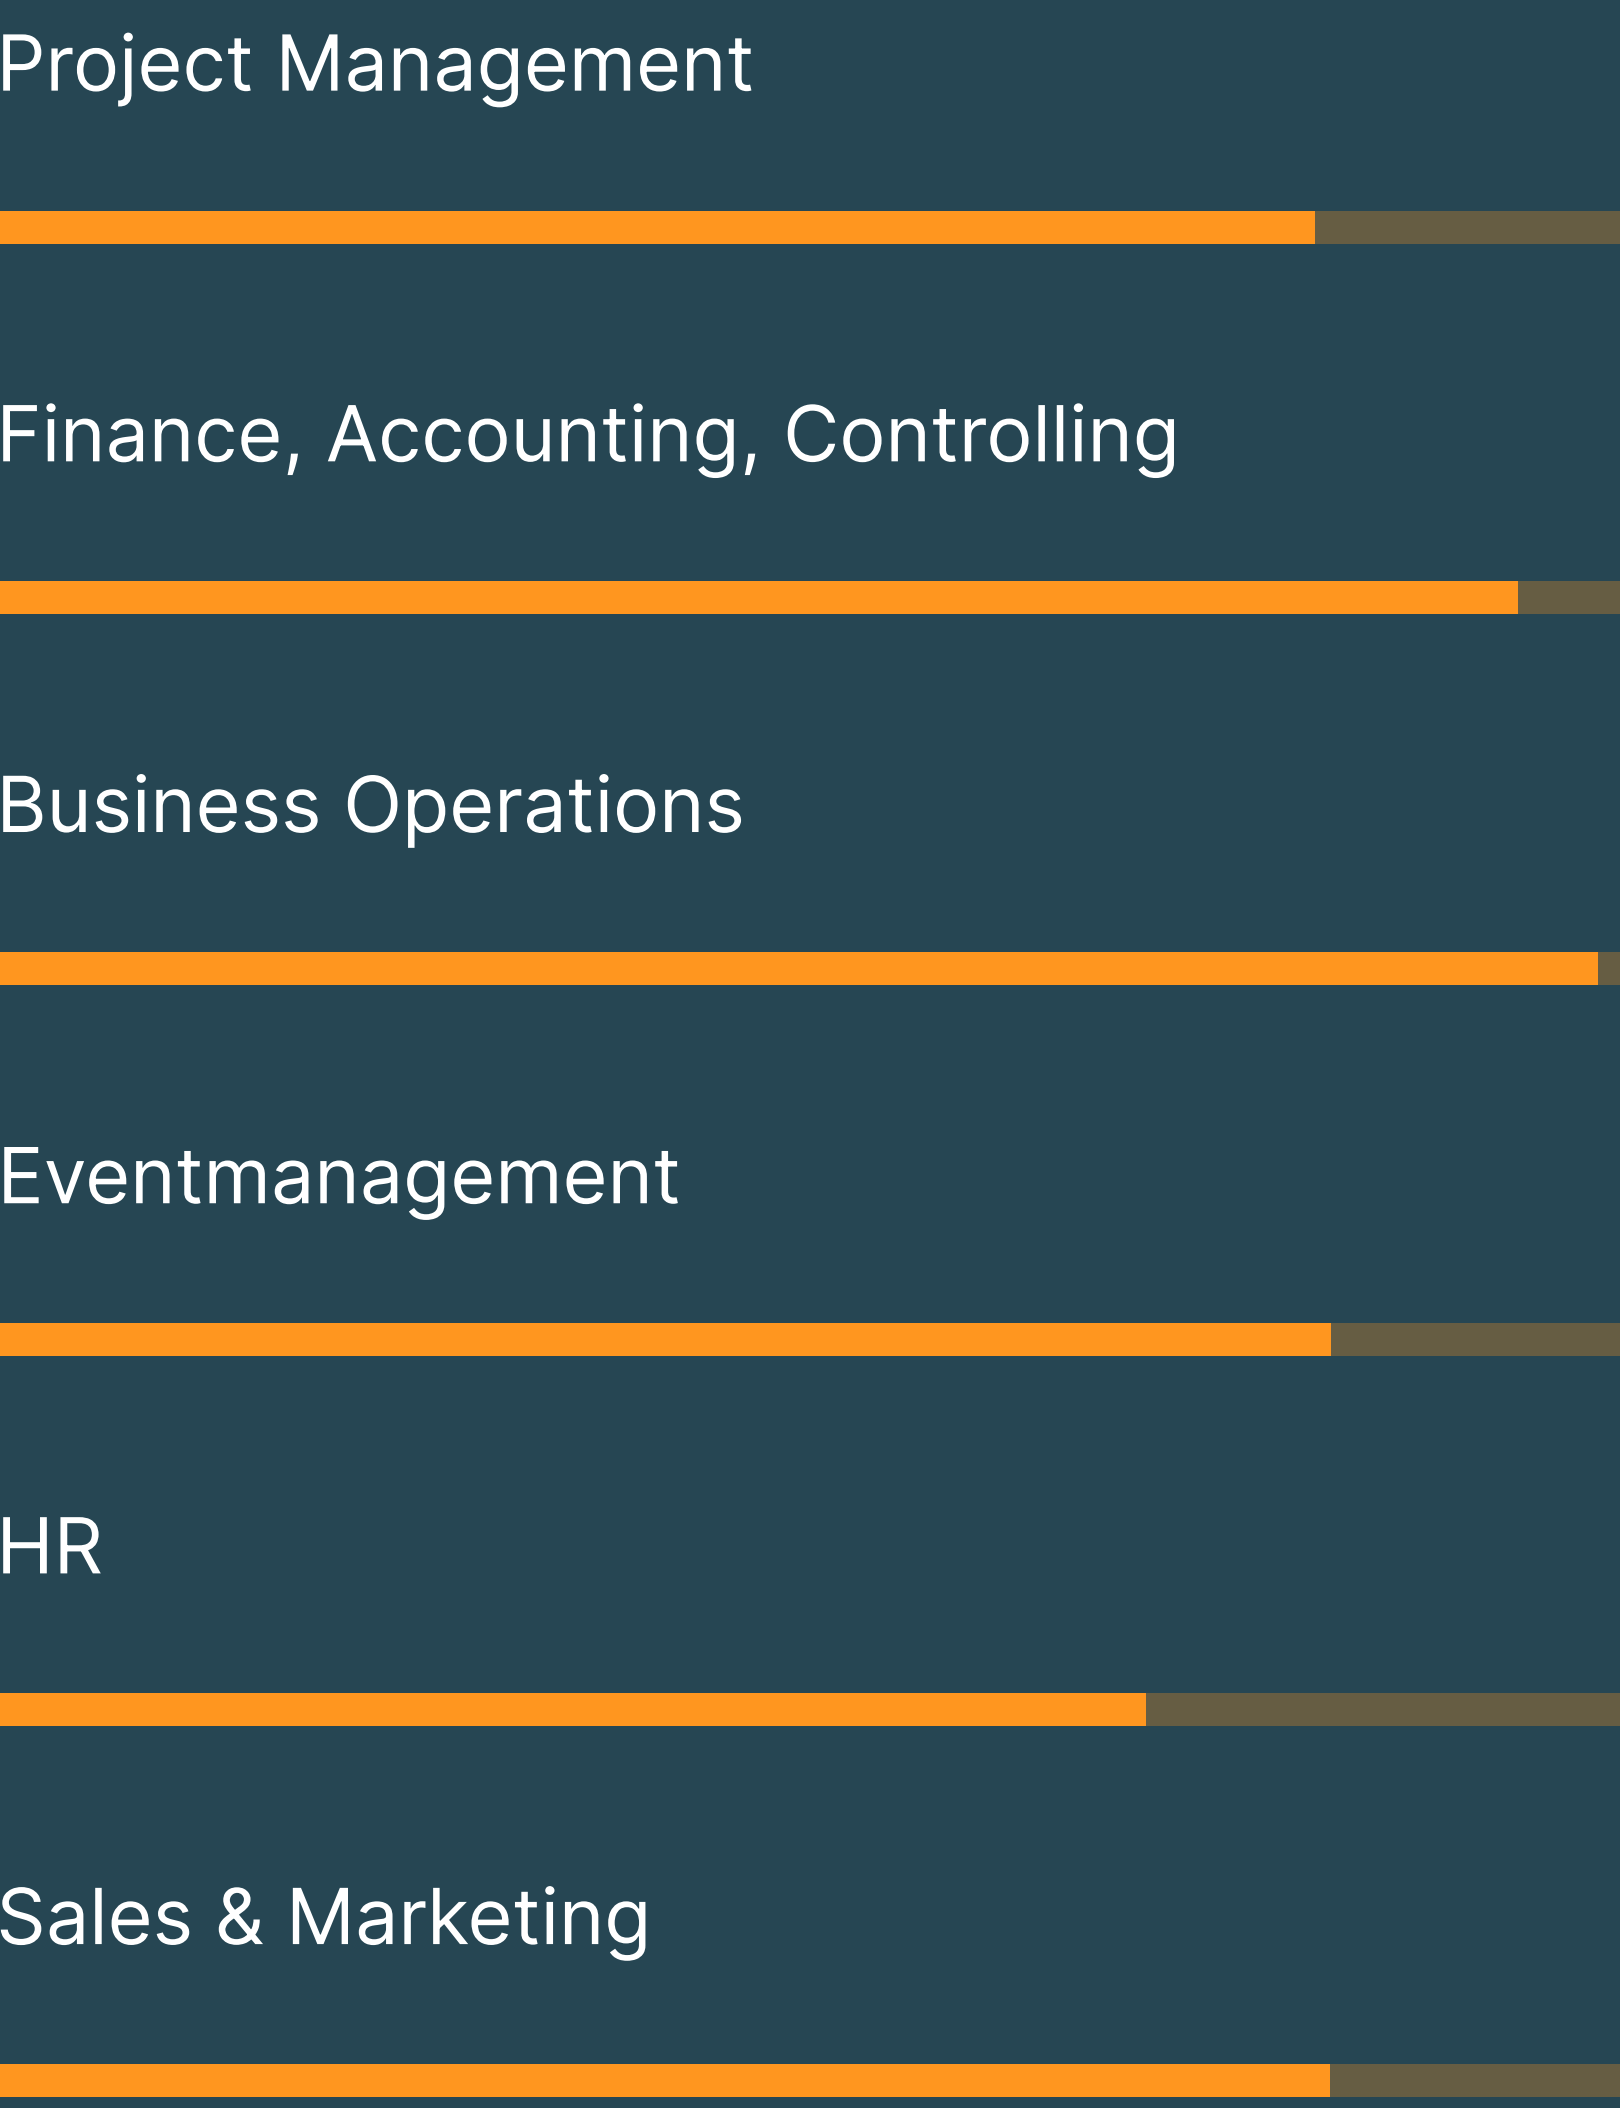 Project Management
Finance, Accounting, Controlling
Business Operations
Eventmanagement
HR
Sales & Marketing